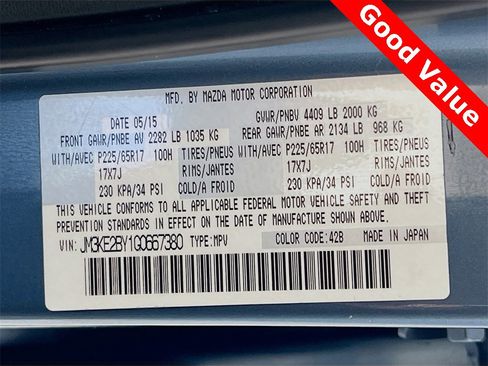 Good Value
MFD. BY MAZDA MOTOR CORPORATION
DATE 05/15
GVWR/PNBV 4409 LB 2000 KG
FRONT GAWR/PNBE AV 2282 LB 1035 KG
REAR GAWR/PNBE AR 2134 LB 968 KG
WITH/AVEC P225/65R17 100H TIRES/PNEUS
WITH/AVEC P225/65R17 100H TIRES/PNEUS
17X7J RIMS/JANTES
17X7J RIMS/JANTES
230 KPA/34 PSI COLD/A FROID
230 KPA/34 PSI COLD/A FROID
THIS VEHICLE CONFORMS TO ALL APPLICABLE FEDERAL MOTOR VEHICLE SAFETY AND THEFT
PREVENTION STANDARDS IN EFFECT ON THE DATE OF MANUFACTURE SHOWN ABOVE.
VIN: JM3KE2BY1G0667380 TYPE: MPV
COLOR CODE: 42B MADE IN JAPAN